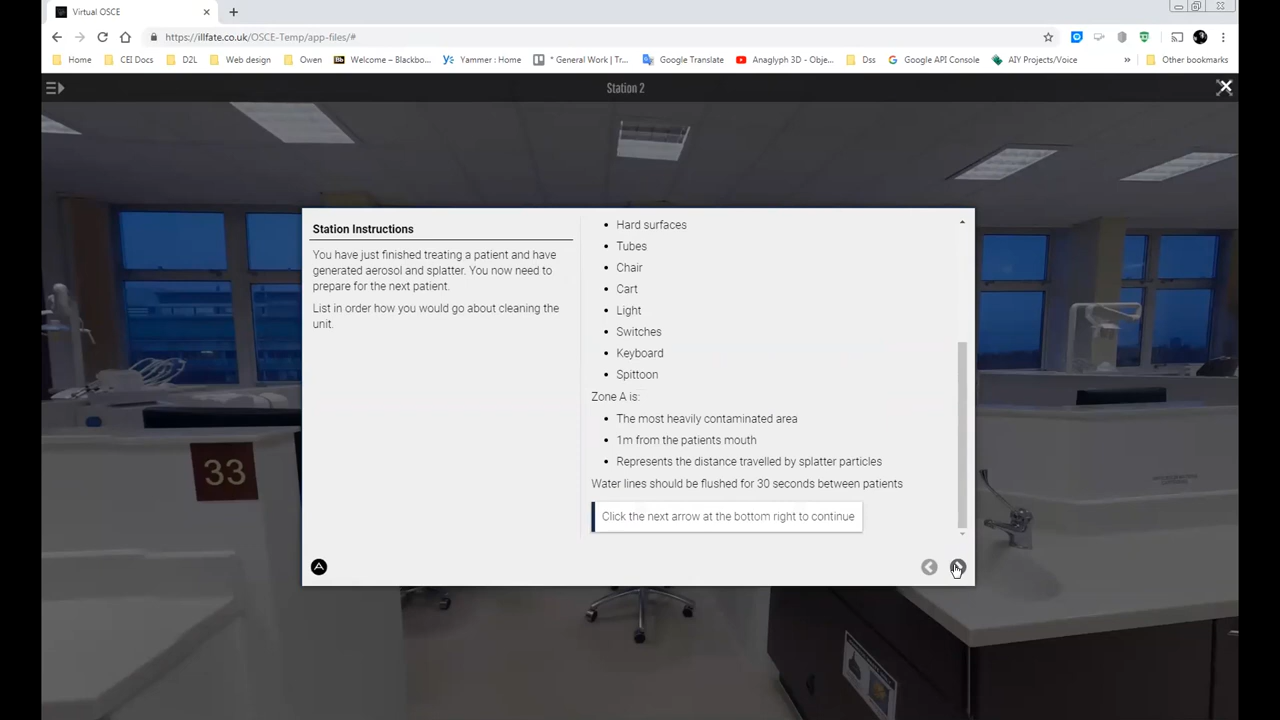 Virtual OSCE
https://illfate.co.uk/OSCE-Temp/app-files/#
Home
CEI Docs
D2L
Web design
Owen
Welcome – Blackbo...
Yammer : Home
* General Work | Tr...
Google Translate
Anaglyph 3D - Obje...
Dss
Google API Console
AIY Projects/Voice
»
Other bookmarks
Station 2
Station Instructions
You have just finished treating a patient and have
generated aerosol and splatter. You now need to
prepare for the next patient.
List in order how you would go about cleaning the
unit.
• Hard surfaces
• Tubes
• Chair
• Cart
• Light
• Switches
• Keyboard
• Spittoon
Zone A is:
• The most heavily contaminated area
• 1m from the patients mouth
• Represents the distance travelled by splatter particles
Water lines should be flushed for 30 seconds between patients
Click the next arrow at the bottom right to continue
A
33